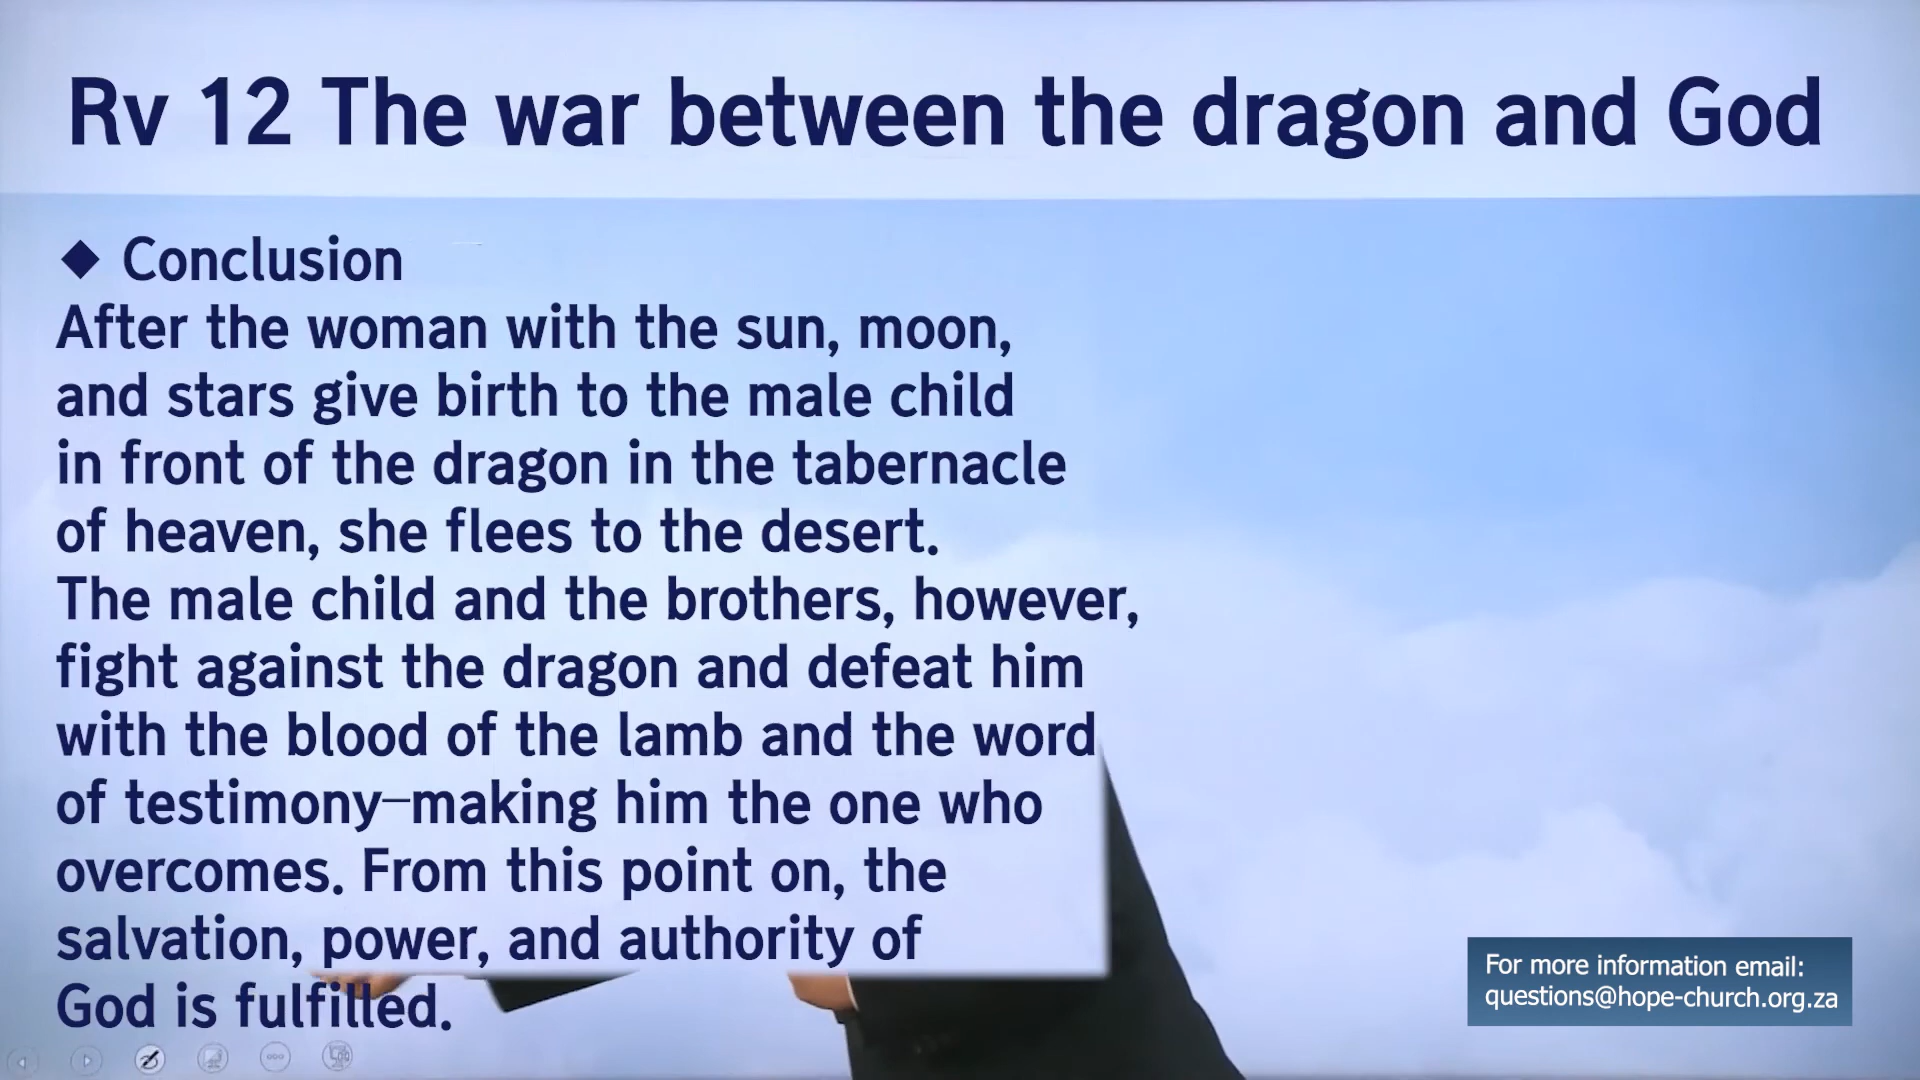 Rv 12 The war between the dragon and God
◆ Conclusion
After the woman with the sun, moon,
and stars give birth to the male child
in front of the dragon in the tabernacle
of heaven, she flees to the desert.
The male child and the brothers, however,
fight against the dragon and defeat him
with the blood of the lamb and the word
of testimony—making him the one who
overcomes. From this point on, the
salvation, power, and authority of
God is fulfilled.
For more information email:
questions@hope-church.org.za